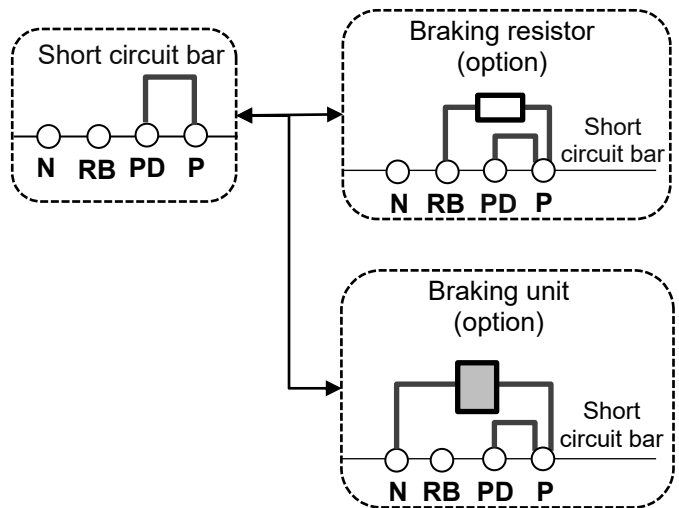 Short circuit bar
N RB PD P
Braking resistor
(option)
Short
circuit bar
N RB PD P
Braking unit
(option)
Short
circuit bar
N RB PD P